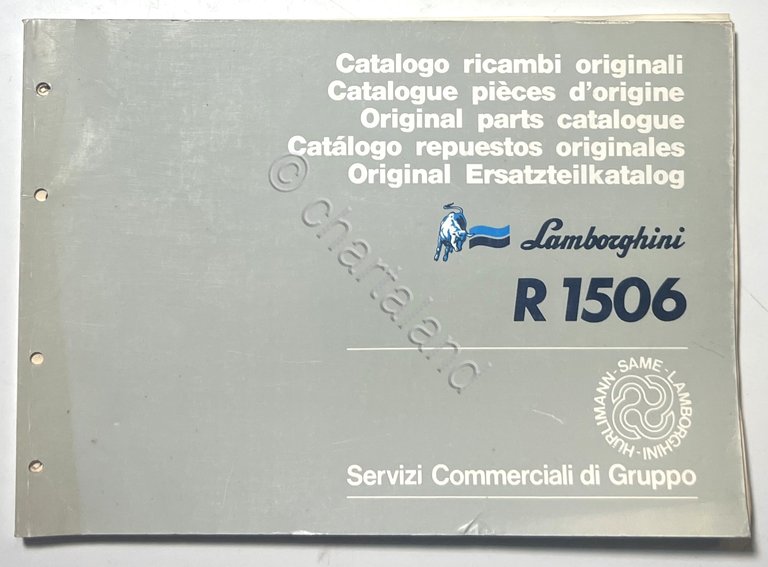 Catalogo ricambi originali
Catalogue pièces d'origine
Original parts catalogue
Catálogo repuestos originales
Original Ersatzteilkatalog
Lamborghini
R 1506
HURLIMANN-SAME-LAMBORGHINI-
Servizi Commerciali di Gruppo
© chartaland